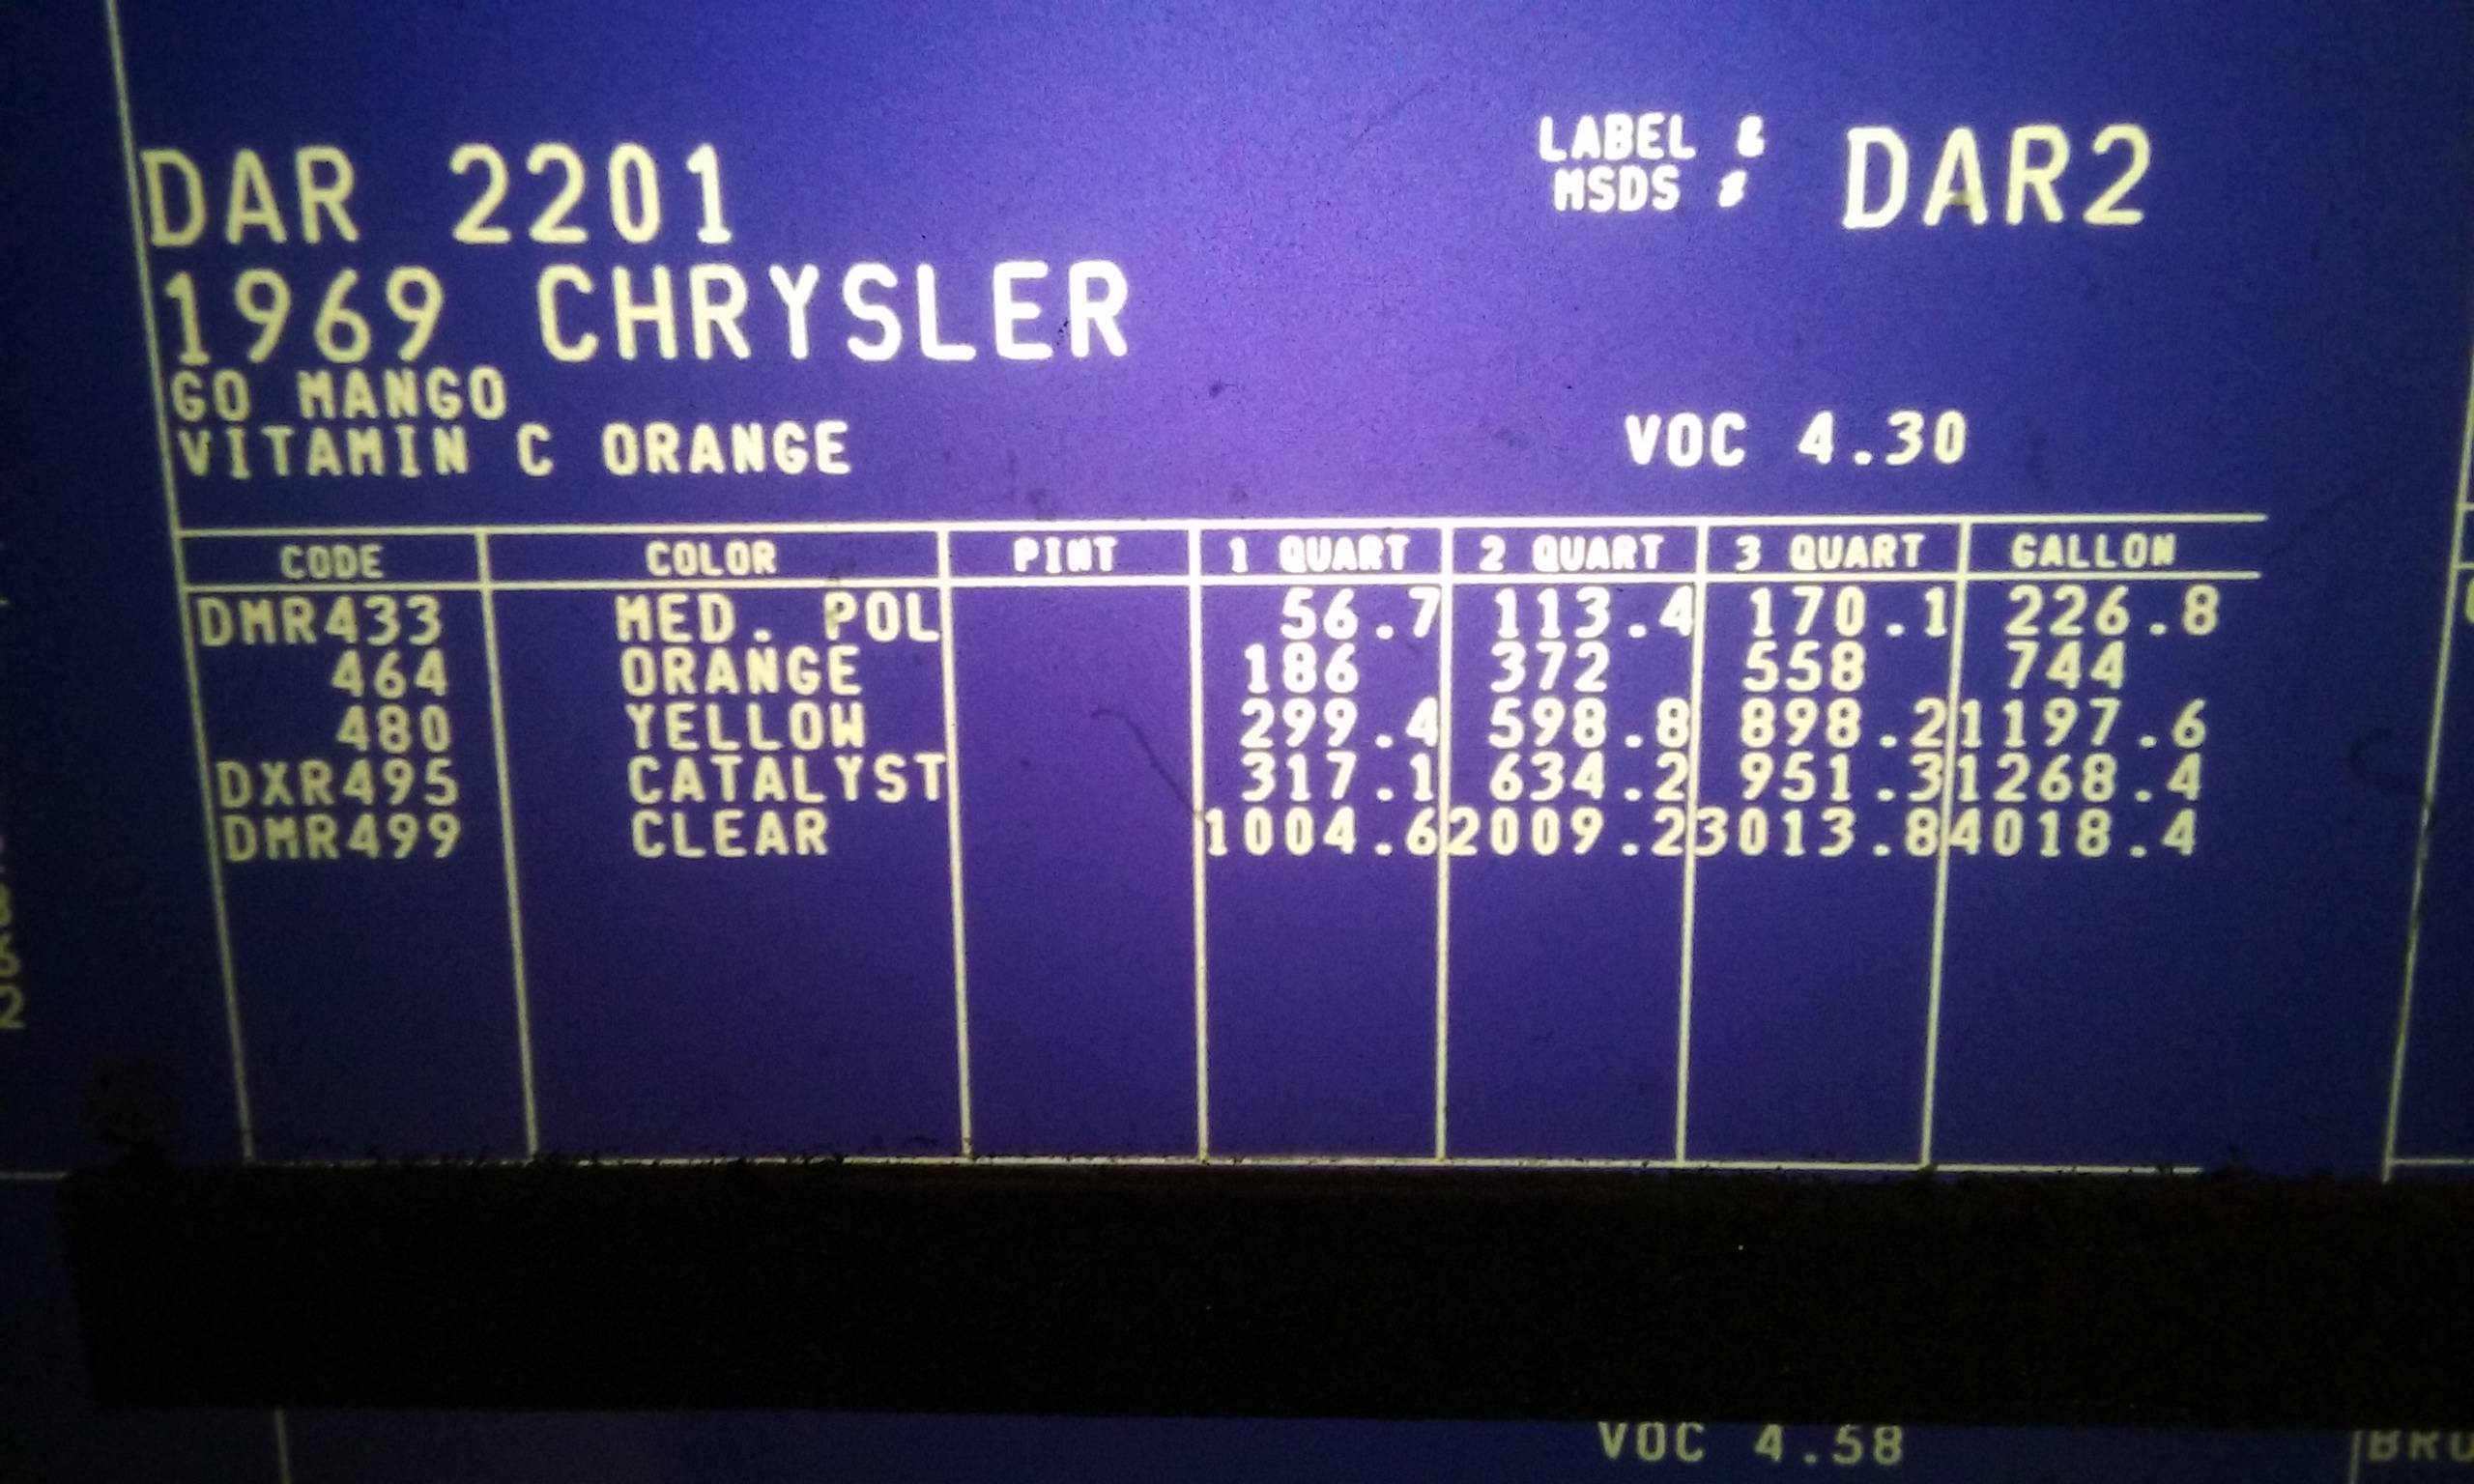 DAR 2201
LABEL &
MSDS #
DAR2
1969 CHRYSLER
GO MANGO
VITAMIN C ORANGE
VOC 4.30
CODE COLOR PINT 1 QUART 2 QUART 3 QUART GALLON
DMR433 MED. POL 56.7 113.4 170.1 226.8
464 ORANGE 186 372 558 744
480 YELLOW 299.4 598.8 898.2 1197.6
DXR495 CATALYST 317.1 634.2 951.3 1268.4
DMR499 CLEAR 1004.6 2009.2 3013.8 4018.4
VOC 4.58